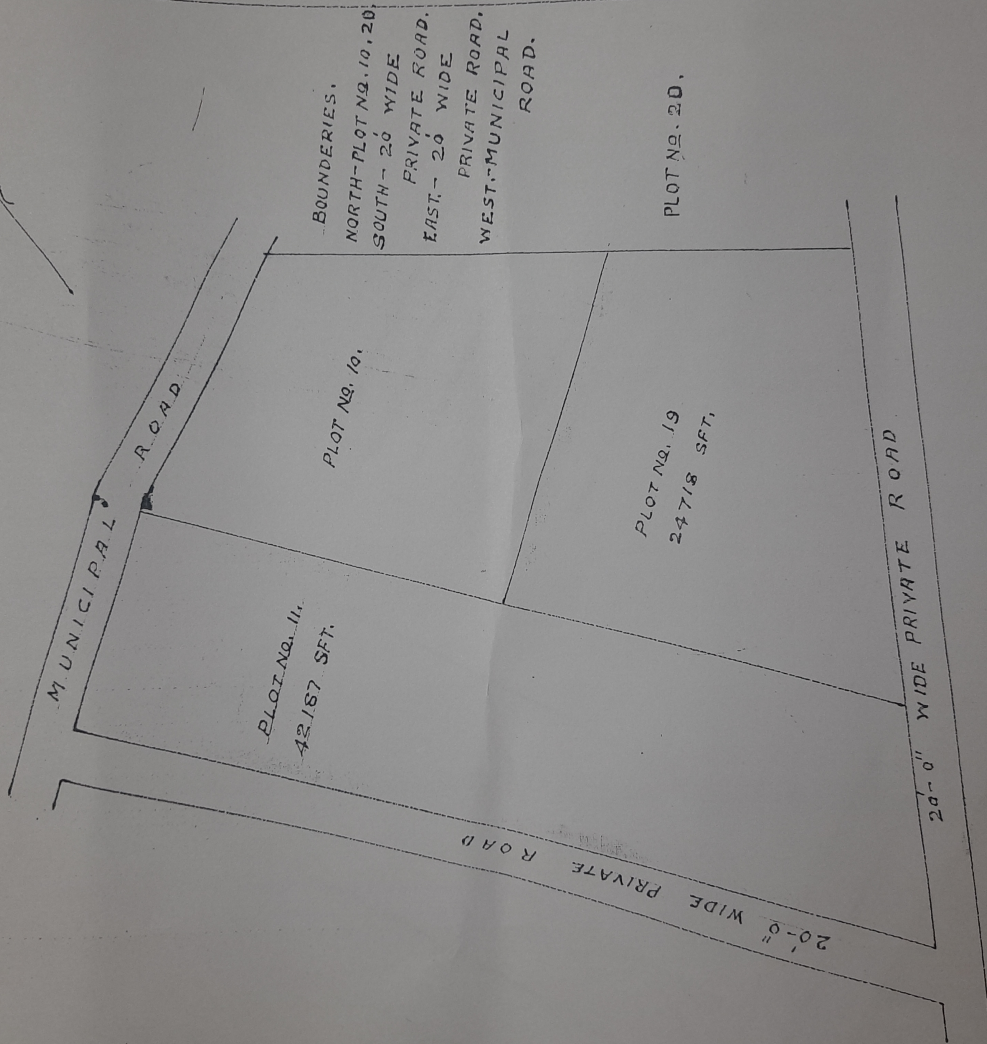 BOUNDERIES.
NORTH-PLOT NO. 10, 20,
SOUTH - 20' WIDE
PRIVATE ROAD.
EAST.- 20' WIDE
PRIVATE ROAD.
WEST.-MUNICIPAL
ROAD.
PLOT NO. 20.
MUNICIPAL ROAD
PLOT NO. 10.
PLOT NO. 11.
42187 SFT.
PLOT NO. 19
24718 SFT.
20'-0" WIDE PRIVATE ROAD
20'-0" WIDE PRIVATE ROAD